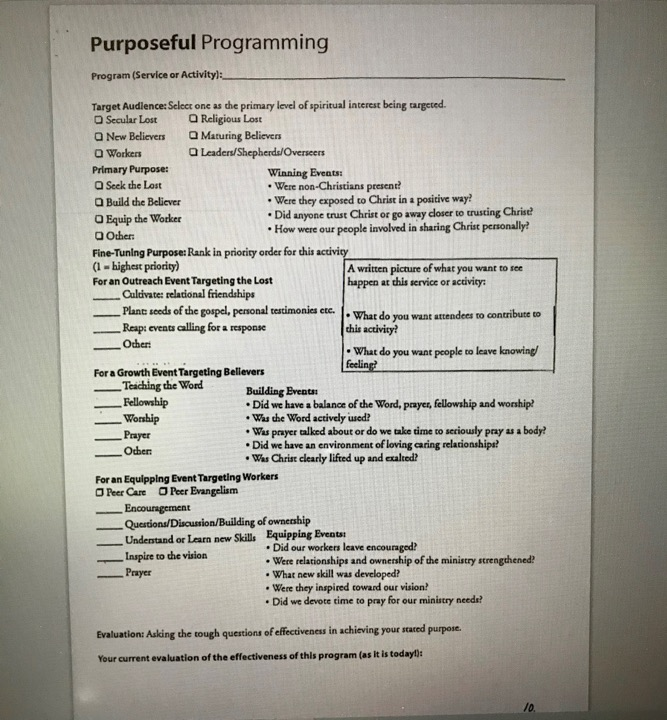 Purposeful Programming
Program (Service or Activity):
Target Audience: Select one as the primary level of spiritual interest being targeted.
❑ Secular Lost ❑ Religious Lost
❑ New Believers ❑ Maturing Believers
❑ Workers ❑ Leaders/Shepherds/Overseers
Primary Purpose:
❑ Seek the Lost
❑ Build the Believer
❑ Equip the Worker
❑ Other:
Winning Events:
• Were non-Christians present?
• Were they exposed to Christ in a positive way?
• Did anyone trust Christ or go away closer to trusting Christ?
• How were our people involved in sharing Christ personally?
Fine-Tuning Purpose: Rank in priority order for this activity
(1 = highest priority)
For an Outreach Event Targeting the Lost
Cultivate: relational friendships
Plant: seeds of the gospel, personal testimonies etc.
Reap: events calling for a response
Other:
A written picture of what you want to see
happen at this service or activity:
• What do you want attendees to contribute to
this activity?
• What do you want people to leave knowing/
feeling?
For a Growth Event Targeting Believers
Teaching the Word
Fellowship
Worship
Prayer
Other:
Building Events:
• Did we have a balance of the Word, prayer, fellowship and worship?
• Was the Word actively used?
• Was prayer talked about or do we take time to seriously pray as a body?
• Did we have an environment of loving caring relationships?
• Was Christ clearly lifted up and exalted?
For an Equipping Event Targeting Workers
❑ Peer Care ❑ Peer Evangelism
Encouragement
Questions/Discussion/Building of ownership
Understand or Learn new Skills
Inspire to the vision
Prayer
Equipping Events:
• Did our workers leave encouraged?
• Were relationships and ownership of the ministry strengthened?
• What new skill was developed?
• Were they inspired toward our vision?
• Did we devote time to pray for our ministry needs?
Evaluation: Asking the tough questions of effectiveness in achieving your stated purpose.
Your current evaluation of the effectiveness of this program (as it is today!):
10.